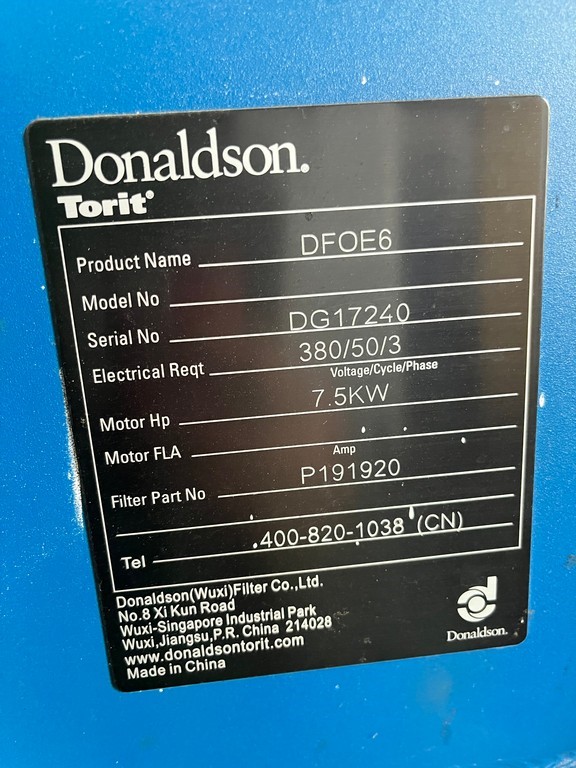 Donaldson.
Torit®
Product Name DFOE6
Model No
Serial No DG17240
Electrical Reqt 380/50/3
Voltage/Cycle/Phase
Motor Hp 7.5KW
Motor FLA
Amp
Filter Part No P191920
Tel 400-820-1038 (CN)
Donaldson(Wuxi)Filter Co.,Ltd.
No.8 Xi Kun Road
Wuxi-Singapore Industrial Park
Wuxi,Jiangsu,P.R. China 214028
www.donaldsontorit.com
Made in China
Donaldson.